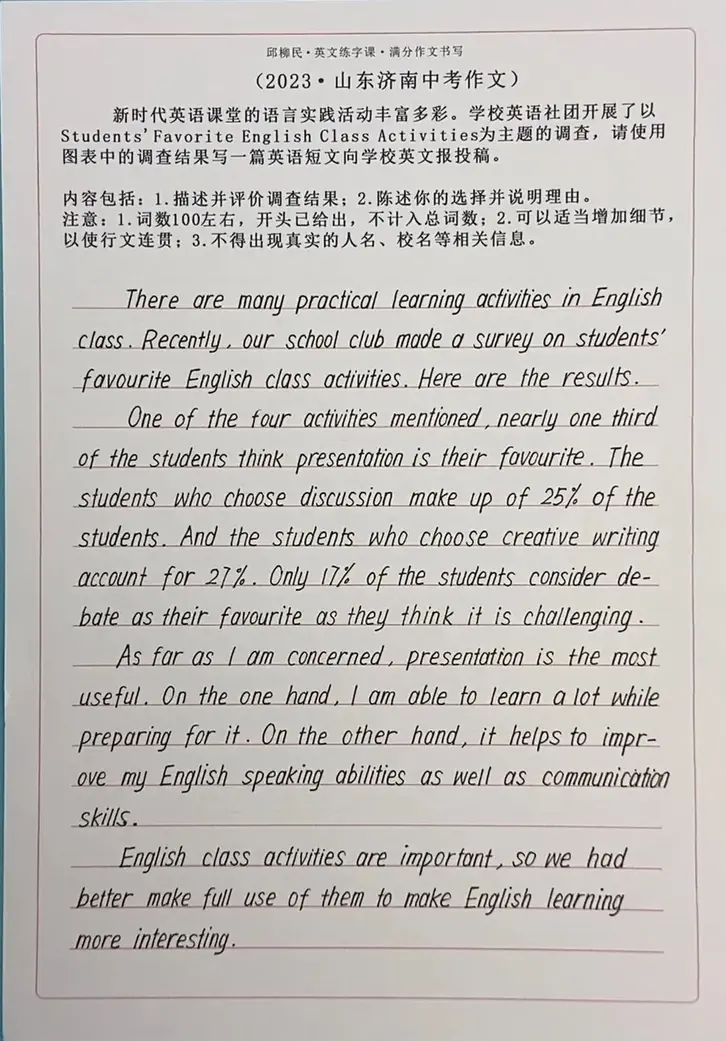 邱柳民·英文练字课·满分作文书写
（2023·山东济南中考作文）
新时代英语课堂的语言实践活动丰富多彩。学校英语社团开展了以
Students'Favorite English Class Activities为主题的调查，请使用
图表中的调查结果写一篇英语短文向学校英文报投稿。
内容包括：1.描述并评价调查结果；2.陈述你的选择并说明理由。
注意：1.词数100左右，开头已给出，不计入总词数；2.可以适当增加细节，
以使行文连贯；3.不得出现真实的人名、校名等相关信息。
There are many practical learning activities in English
class. Recently, our school club made a survey on students'
favourite English class activities. Here are the results.
One of the four activities mentioned, nearly one third
of the students think presentation is their favourite. The
students who choose discussion make up of 25% of the
students. And the students who choose creative writing
account for 27%. Only 17% of the students consider de-
bate as their favourite as they think it is challenging.
As far as I am concerned, presentation is the most
useful. On the one hand, I am able to learn a lot while
preparing for it. On the other hand, it helps to impr-
ove my English speaking abilities as well as communication
skills.
English class activities are important, so we had
better make full use of them to make English learning
more interesting.